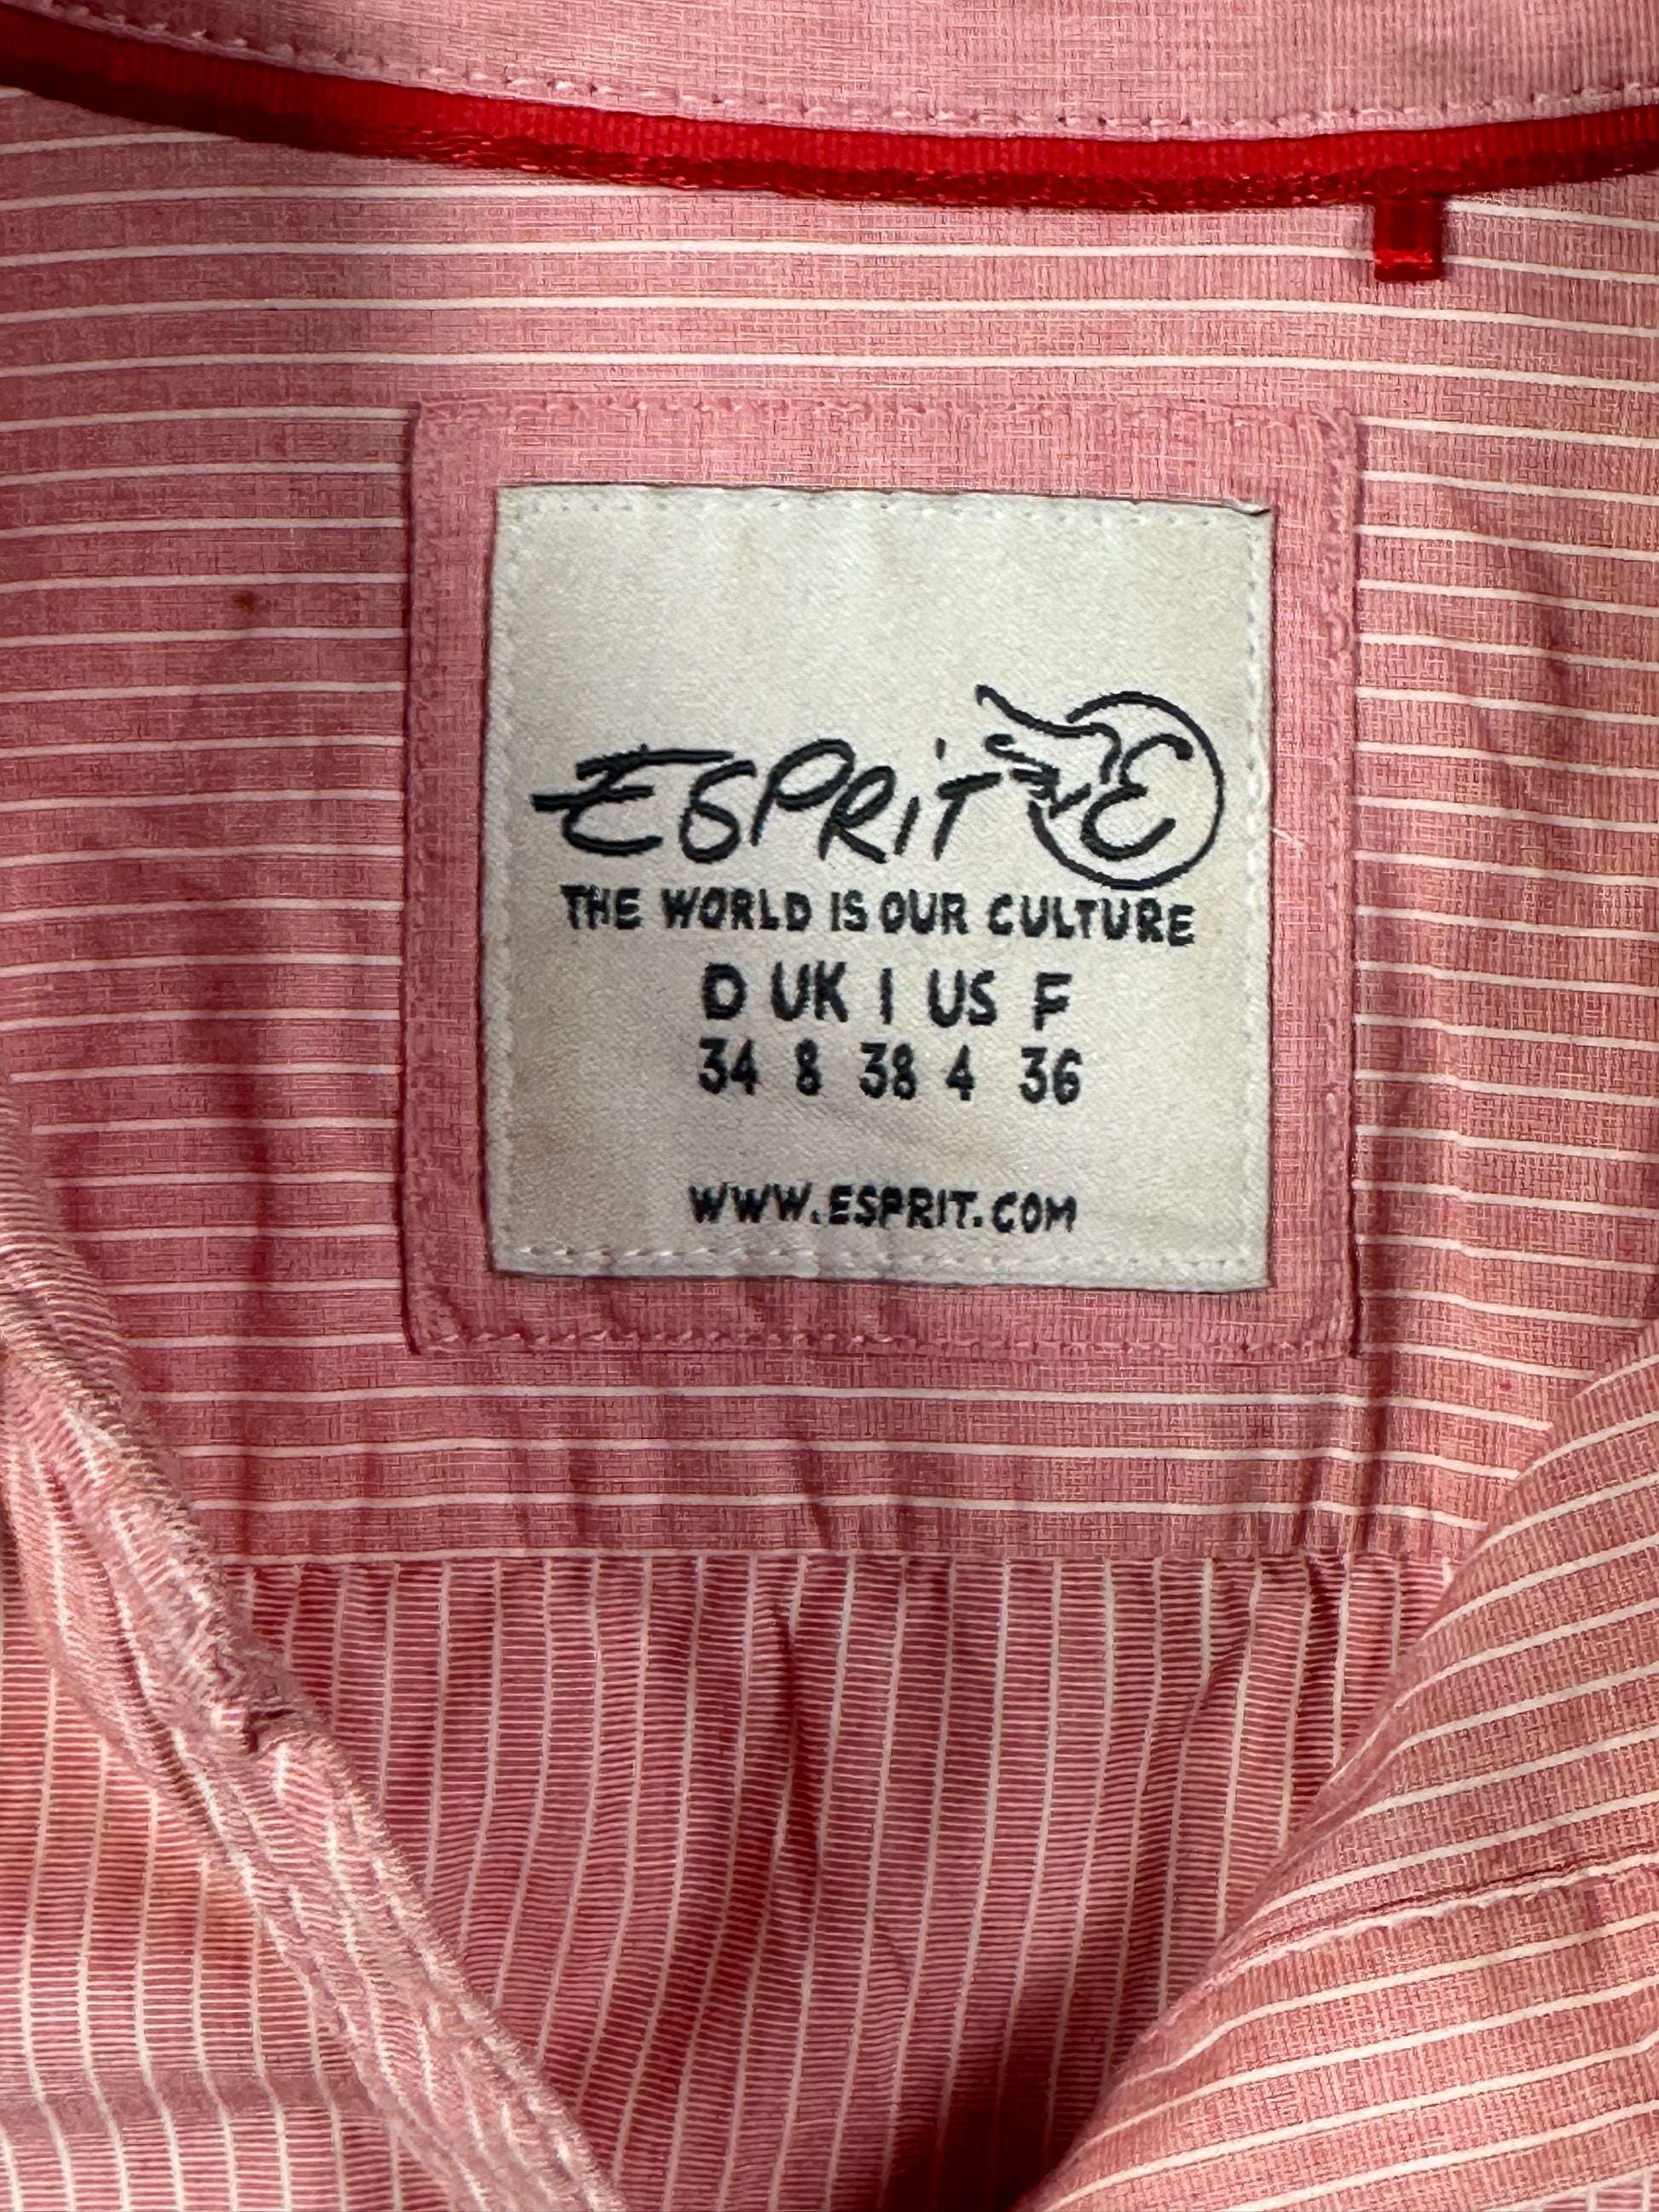 ESPRiT E
THE WORLD IS OUR CULTURE
D UK I US F
34 8 38 4 36
WWW.ESPRIT.COM